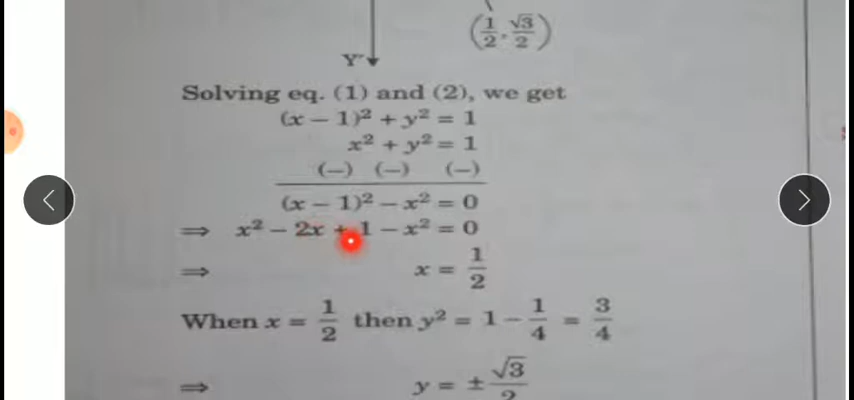 (1/2, √3/2)
Y'
Solving eq. (1) and (2), we get
(x – 1)² + y² = 1
x² + y² = 1
(–) (–) (–)
(x – 1)² – x² = 0
⇒ x² – 2x + 1 – x² = 0
⇒ x = 1/2
When x = 1/2 then y² = 1 – 1/4 = 3/4
⇒ y = ± √3/2